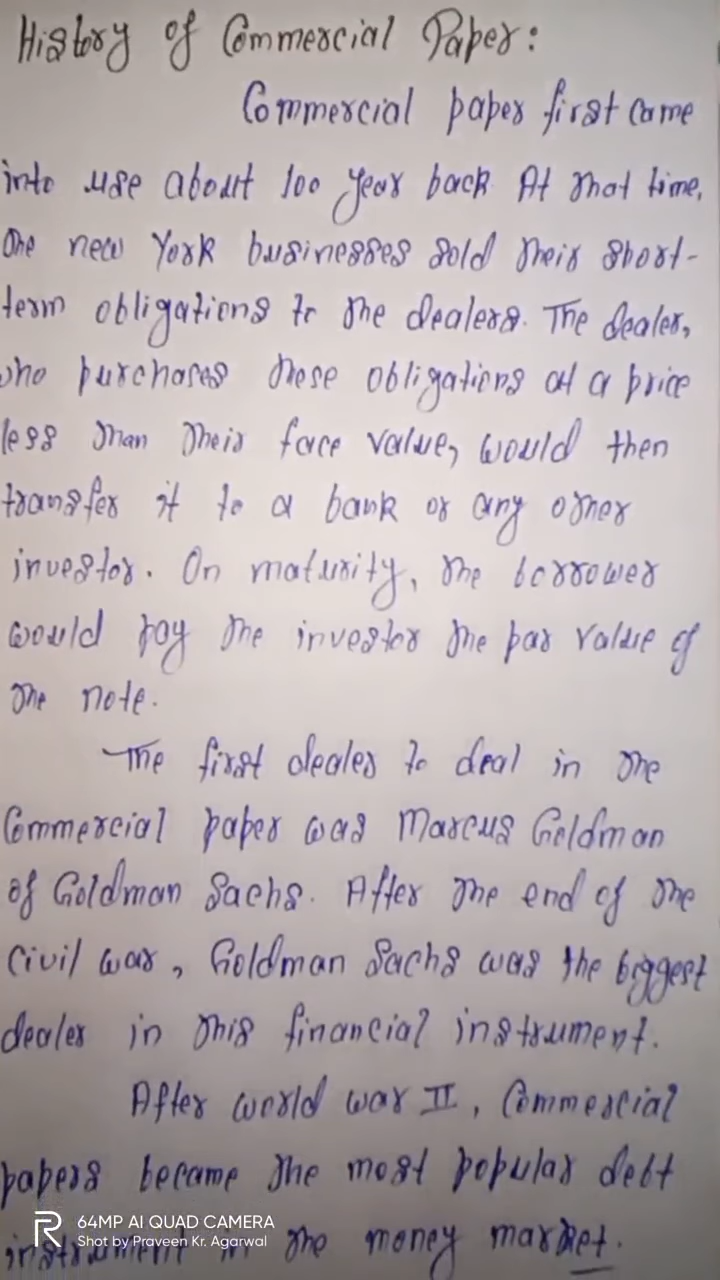 History of Commercial Paper:
Commercial paper first came
into use about 100 year back At that time,
the new York businesses sold their short-
term obligations to the dealers. The dealer,
who purchases these obligations at a price
less than their face value, would then
transfer it to a bank or any other
investor. On maturity, the borrower
would pay the investor the par value of
the note.
The first dealer to deal in the
Commercial paper was Marcus Goldman
of Goldman Sachs. After the end of the
civil war, Goldman Sachs was the biggest
dealer in this financial instrument.
After world war II, Commercial
papers became the most popular debt
instrument in the money market.
64MP AI QUAD CAMERA
Shot by Praveen Kr. Agarwal